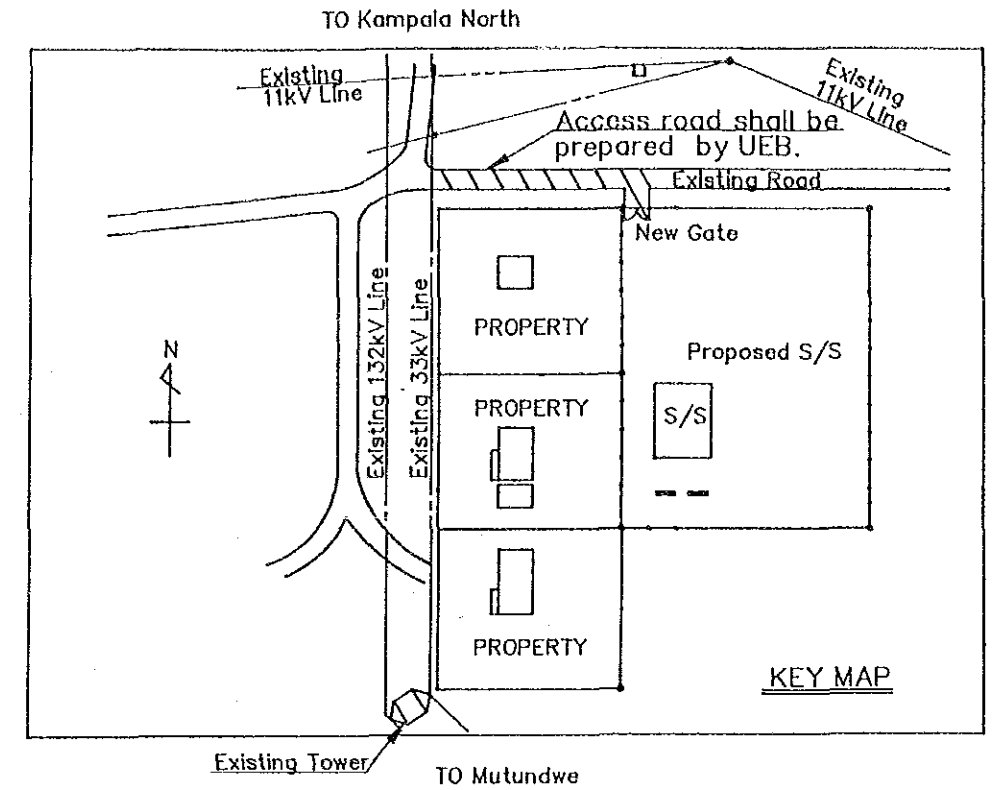 TO Kampala North
Existing
11kV Line
Existing
11kV Line
Access road shall be
prepared by UEB.
Existing Road
New Gate
Existing 132kV Line
Existing 33kV Line
PROPERTY
Proposed S/S
N
PROPERTY
S/S
PROPERTY
KEY MAP
Existing Tower
TO Mutundwe